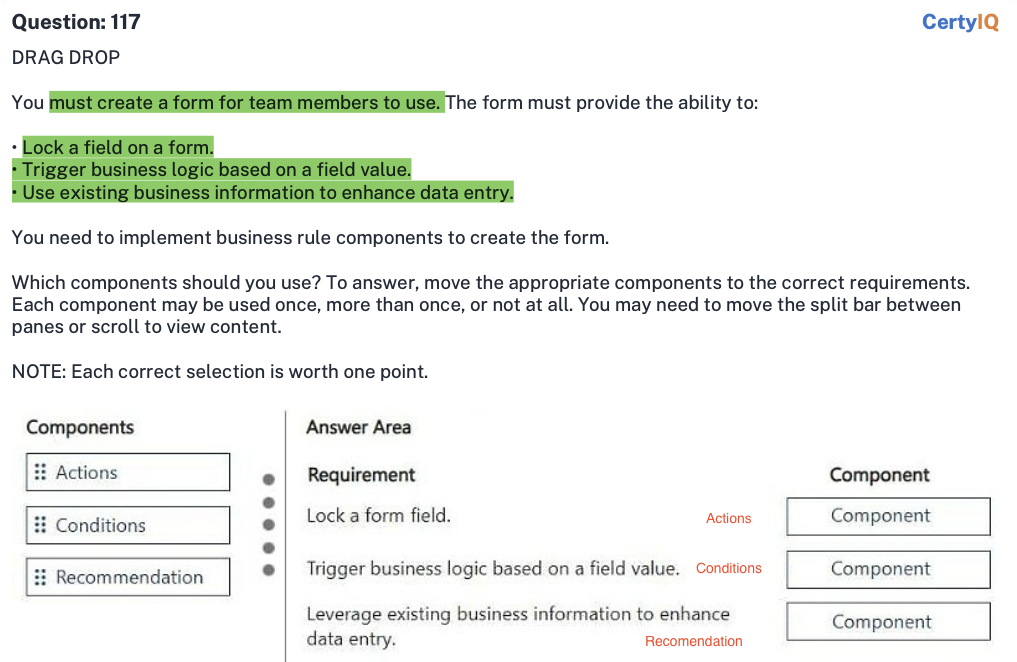 Question: 117
CertyIQ
DRAG DROP
You must create a form for team members to use. The form must provide the ability to:
• Lock a field on a form.
• Trigger business logic based on a field value.
• Use existing business information to enhance data entry.
You need to implement business rule components to create the form.
Which components should you use? To answer, move the appropriate components to the correct requirements.
Each component may be used once, more than once, or not at all. You may need to move the split bar between
panes or scroll to view content.
NOTE: Each correct selection is worth one point.
Components
Actions
Conditions
Recommendation
Answer Area
Requirement
Component
Lock a form field.
Actions
Component
Trigger business logic based on a field value.
Conditions
Component
Leverage existing business information to enhance
data entry.
Recomendation
Component